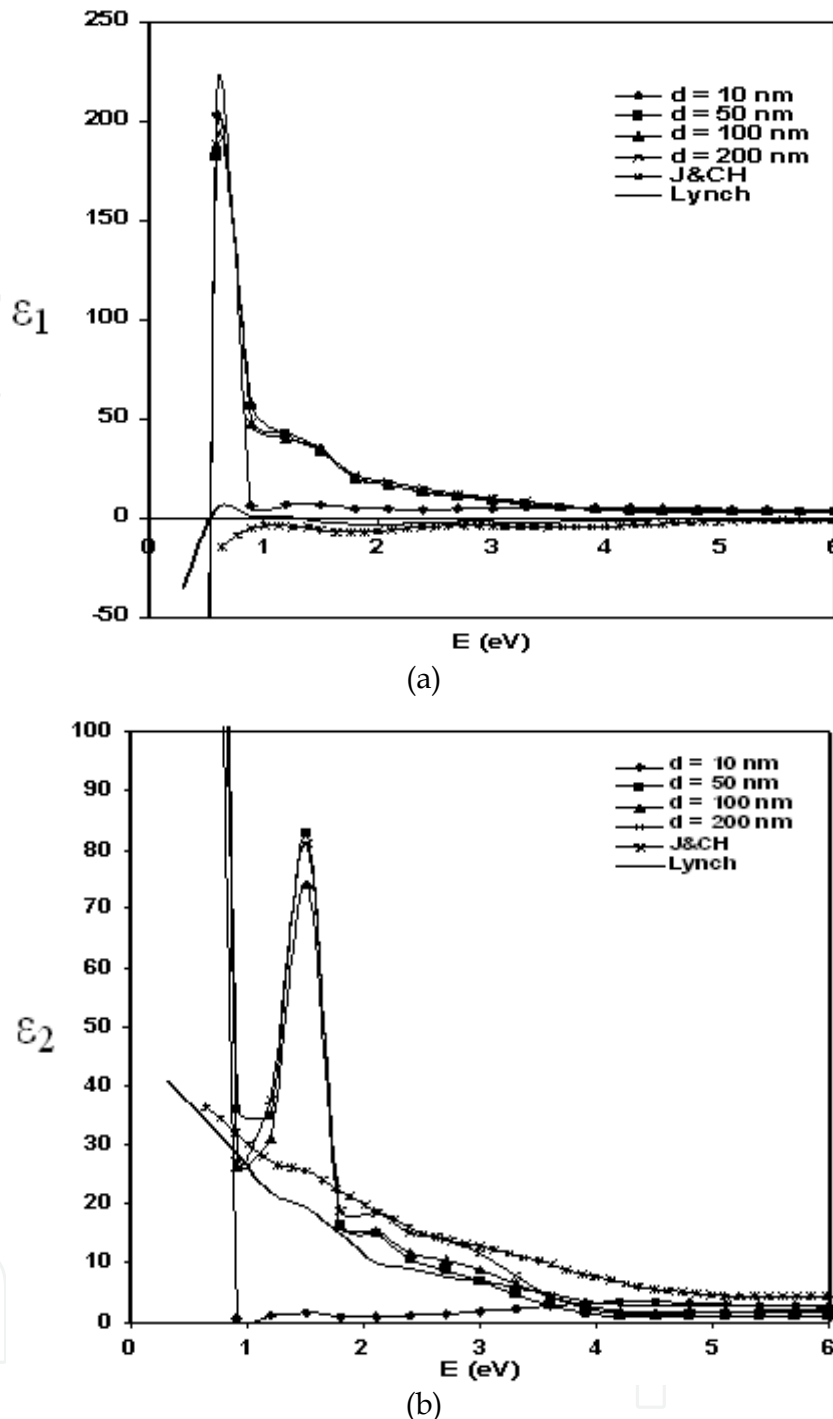 250
200
150
100
50
0
-50
ε1
d = 10 nm
d = 50 nm
d = 100 nm
d = 200 nm
J&CH
Lynch
0 1 2 3 4 5 6
E (eV)
(a)
100
90
80
70
60
50
40
30
20
10
0
ε2
d = 10 nm
d = 50 nm
d = 100 nm
d = 200 nm
J&CH
Lynch
0 1 2 3 4 5 6
E (eV)
(b)